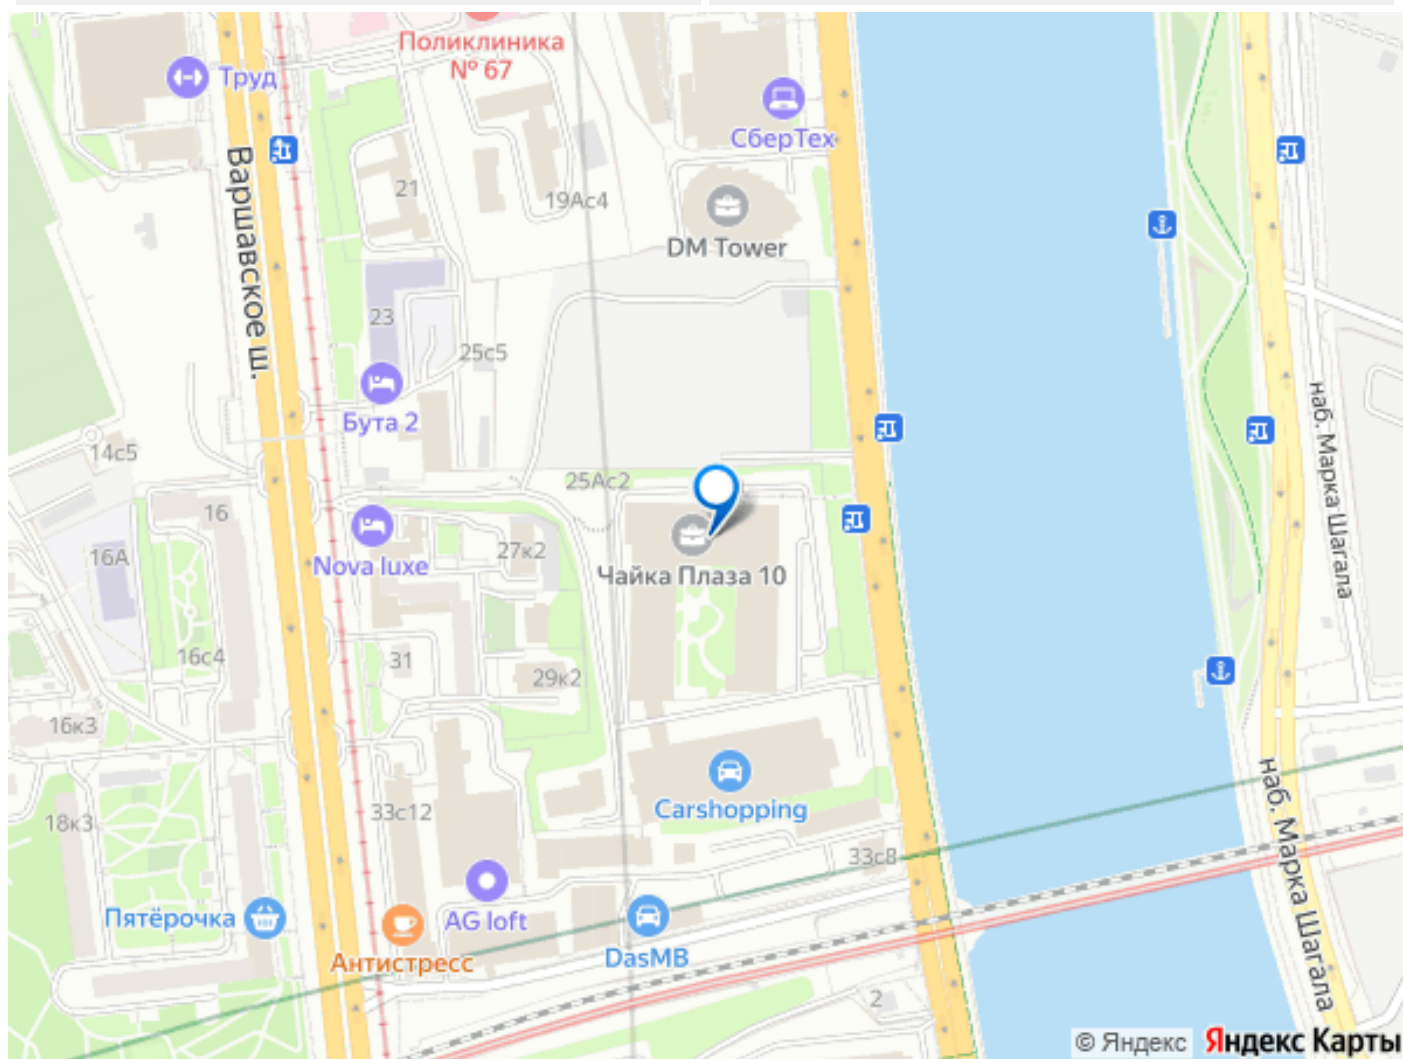 Поликлиника
№ 67
Труд
СберТех
Варшавское ш.
21
19Ас4
DM Tower
23
25с5
Бута 2
наб. Марка Шагала
14с5
25Ас2
16
16А
27к2
Nova luxe
Чайка Плаза 10
16с4
31
29к2
16к3
Carshopping
наб. Марка Шагала
18к3
33с12
33с8
Пятёрочка
AG loft
Антистресс
DasMB
2
© Яндекс Яндекс Карты